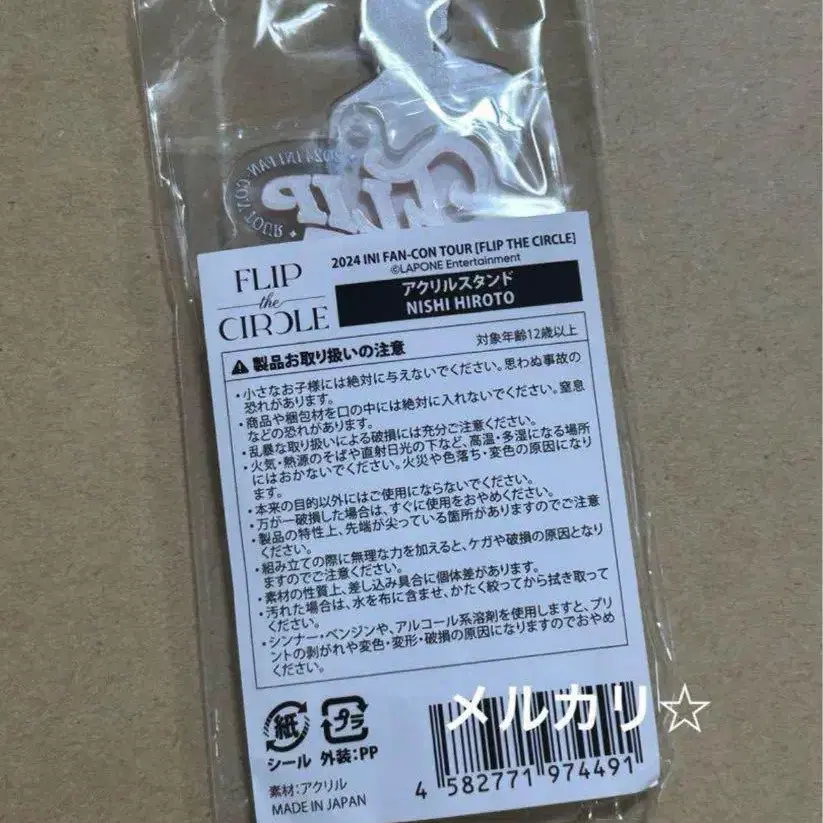 2024 INI FAN-CON TOUR
FLIP
2024 INI FAN-CON TOUR [FLIP THE CIRCLE]
©LAPONE Entertainment
FLIP
the
CIRCLE
アクリルスタンド
NISHI HIROTO
⚠製品お取り扱いの注意
対象年齢12歳以上
・小さなお子様には絶対に与えないでください。思わぬ事故の
恐れがあります。
・商品や梱包材を口の中には絶対に入れないでください。窒息
などの恐れがあります。
・乱暴な取り扱いによる破損には充分ご注意ください。
・火気・熱源のそばや直射日光の下など、高温・多湿になる場所
にはおかないでください。火災や色落ち・変色の原因になり
ます。
・本来の目的以外にはご使用にならないでください。
・万が一破損した場合は、すぐに使用をおやめください。
・製品の特性上、先端が尖っている箇所がありますのでご注意
ください。
・組み立ての際に無理な力を加えると、ケガや破損の原因となり
ますのでご注意ください。
・素材の性質上、差し込み具合に個体差があります。
・汚れた場合は、水を布に含ませ、かたく絞ってから拭き取って
ください。
・シンナー・ベンジンや、アルコール系溶剤を使用しますと、プリ
ントの剥がれや変色・変形・破損の原因になりますのでおやめ
ください。
紙
シール
プラ
外装:PP
メルカリ☆
素材:アクリル
MADE IN JAPAN
4 582771 974491